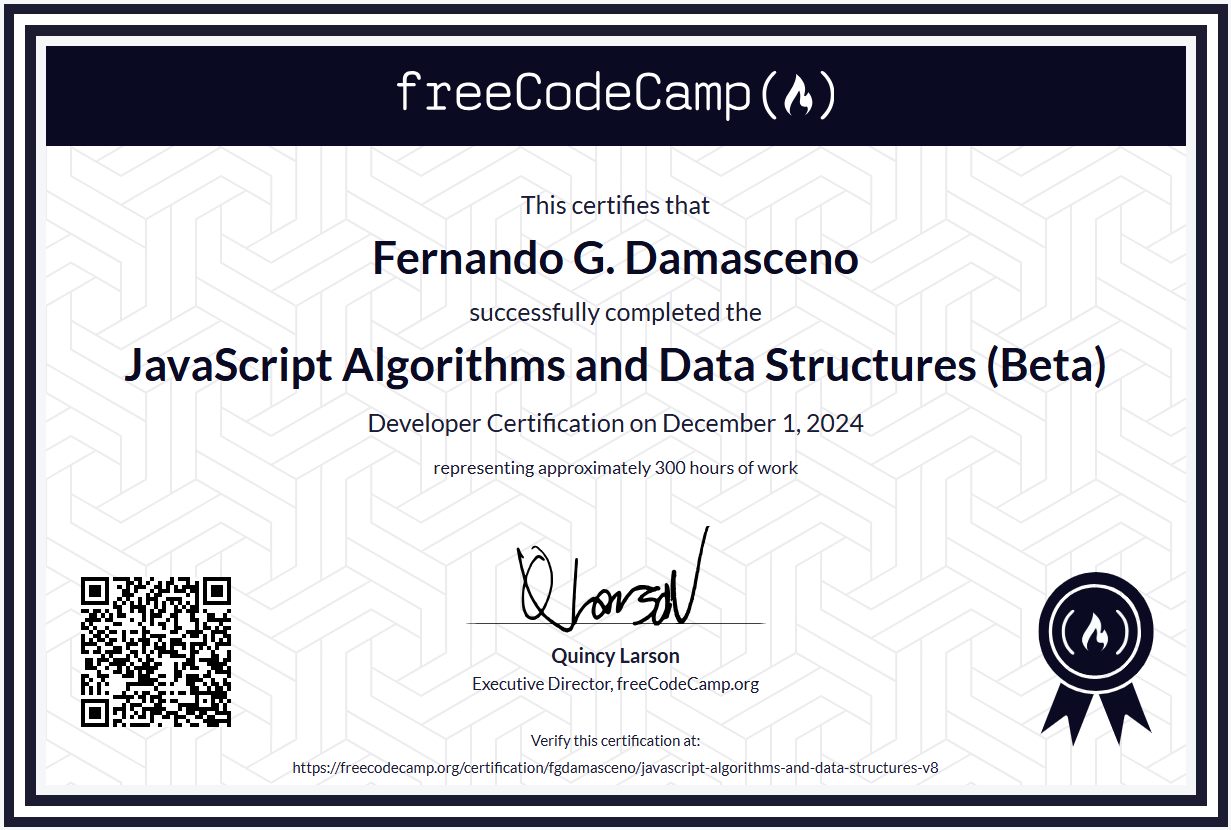 freeCodeCamp
This certifies that
Fernando G. Damasceno
successfully completed the
JavaScript Algorithms and Data Structures (Beta)
Developer Certification on December 1, 2024
representing approximately 300 hours of work
Quincy Larson
Executive Director, freeCodeCamp.org
Verify this certification at:
https://freecodecamp.org/certification/fgdamasceno/javascript-algorithms-and-data-structures-v8